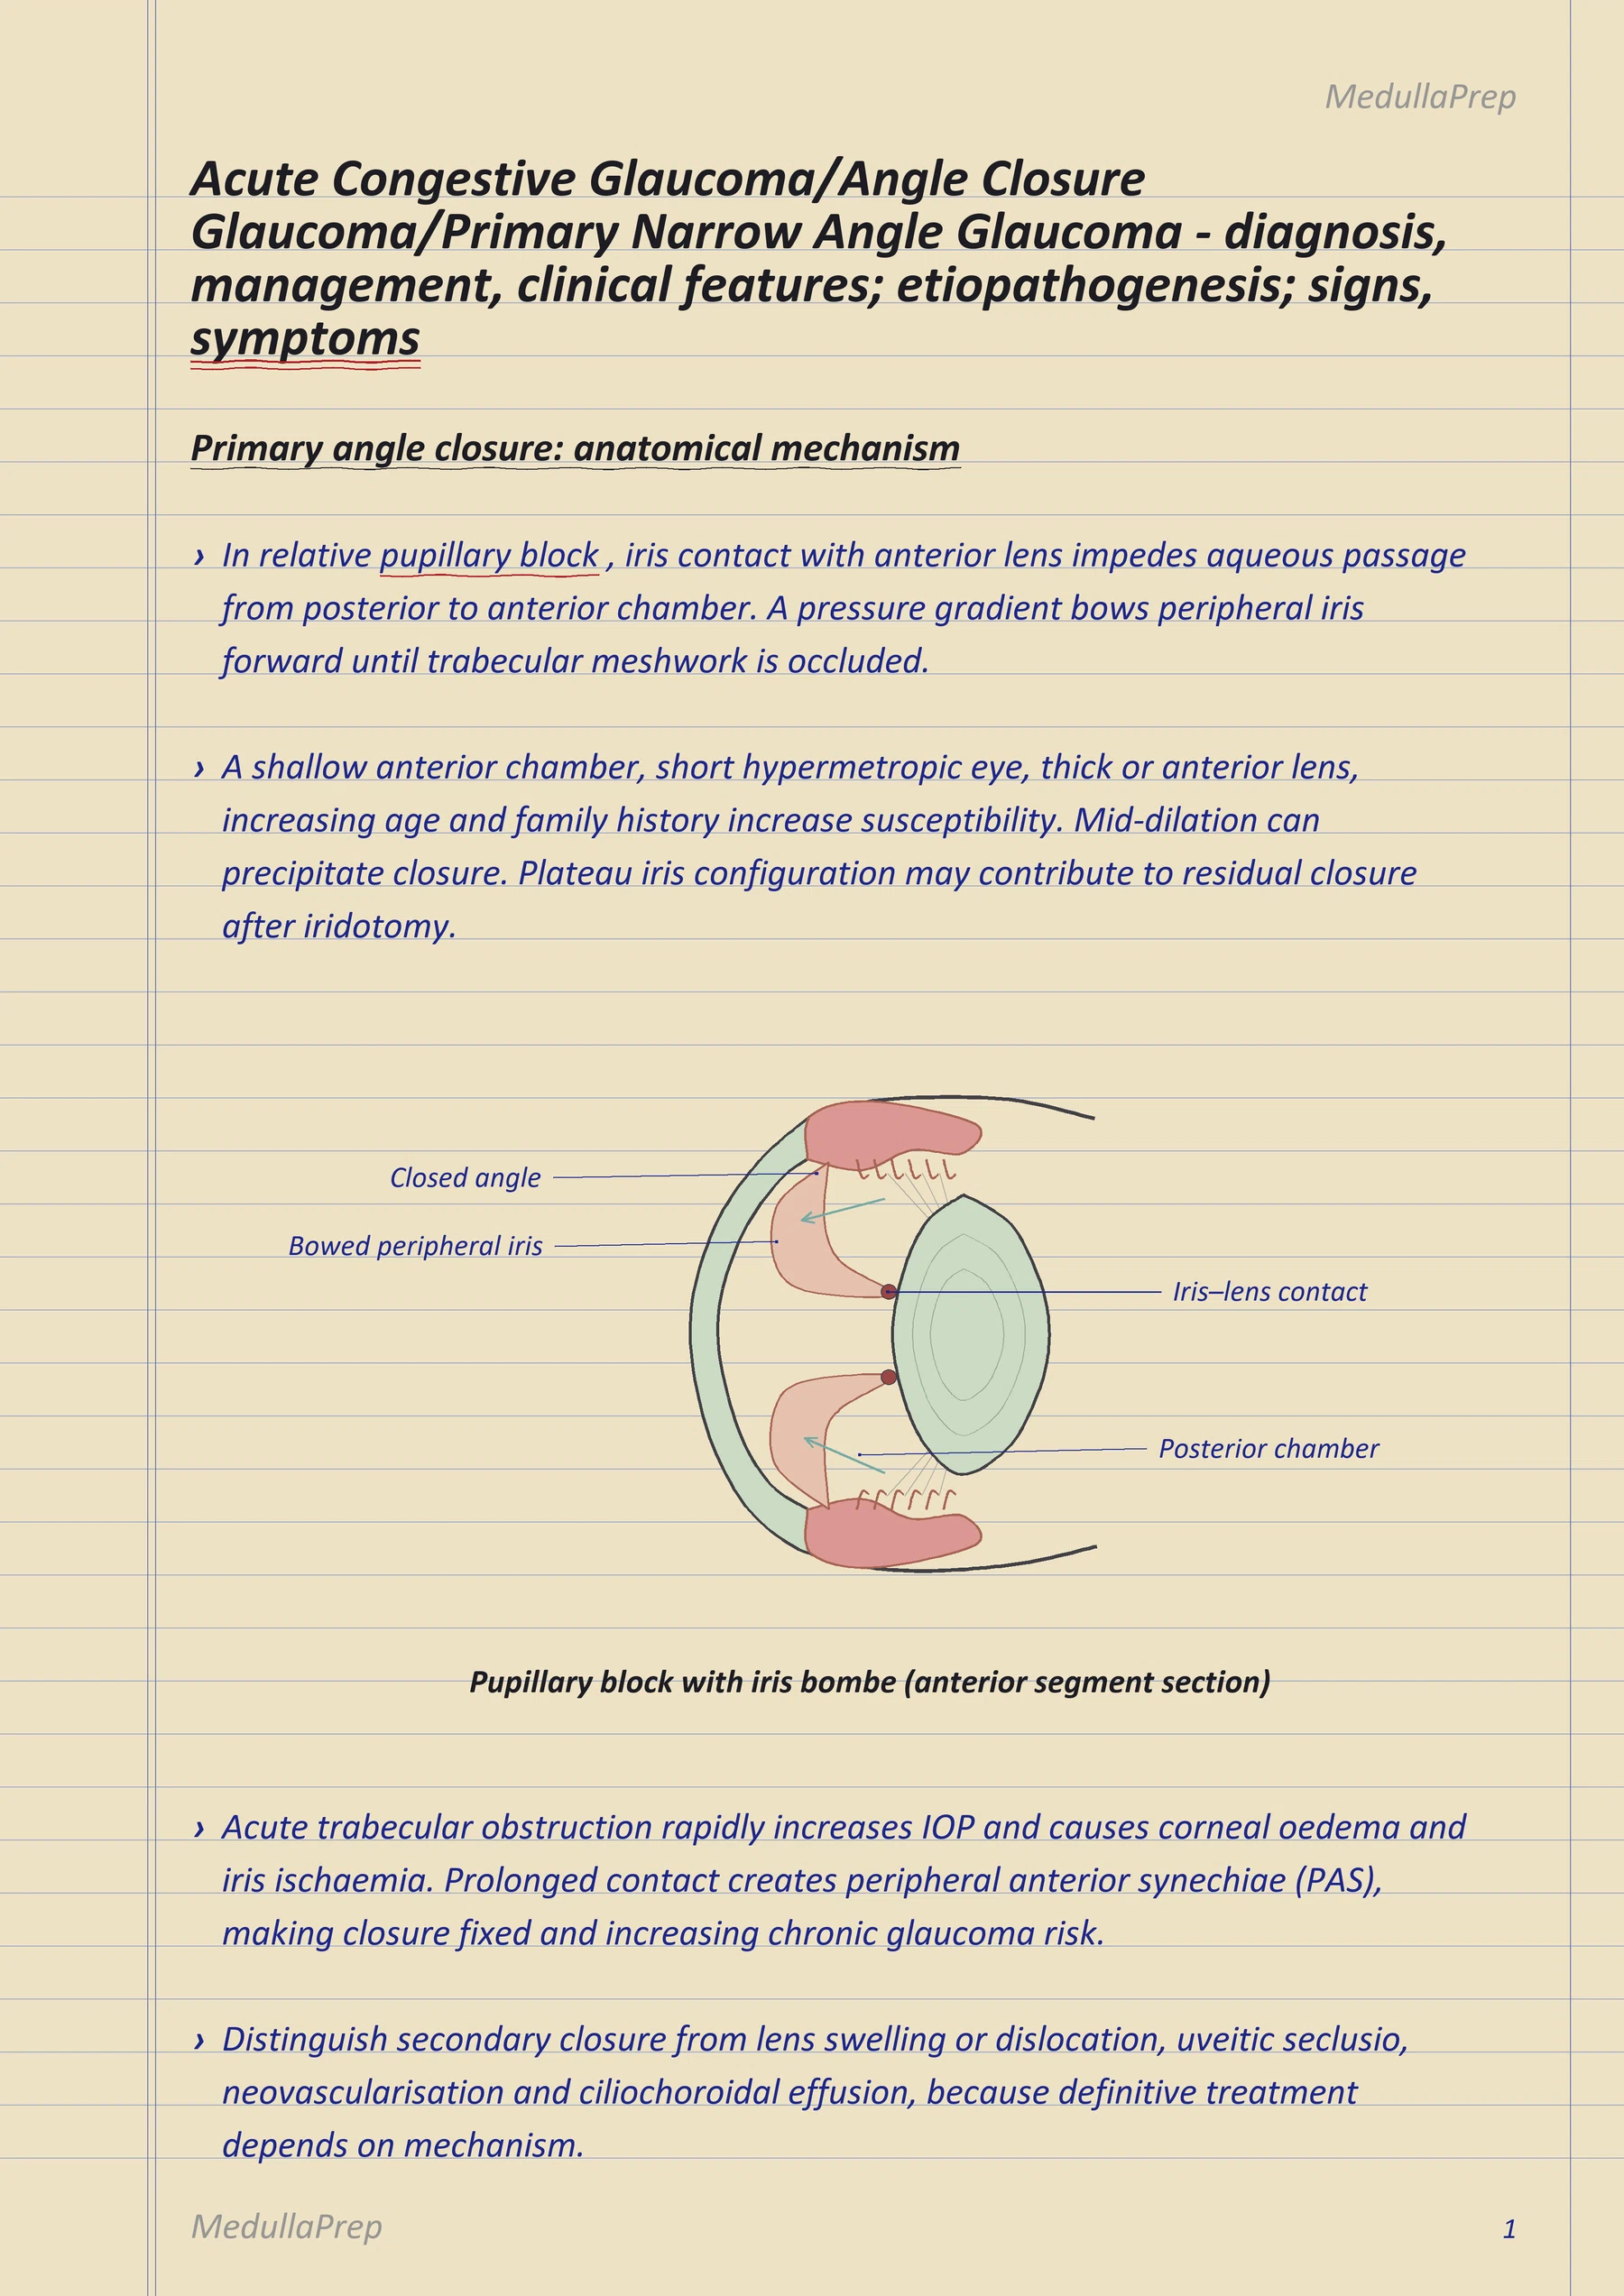 MedullaPrep
Acute Congestive Glaucoma/Angle Closure
Glaucoma/Primary Narrow Angle Glaucoma - diagnosis,
management, clinical features; etiopathogenesis; signs,
symptoms
Primary angle closure: anatomical mechanism
› In relative pupillary block , iris contact with anterior lens impedes aqueous passage
from posterior to anterior chamber. A pressure gradient bows peripheral iris
forward until trabecular meshwork is occluded.
› A shallow anterior chamber, short hypermetropic eye, thick or anterior lens,
increasing age and family history increase susceptibility. Mid-dilation can
precipitate closure. Plateau iris configuration may contribute to residual closure
after iridotomy.
Closed angle
Bowed peripheral iris
Iris–lens contact
Posterior chamber
Pupillary block with iris bombe (anterior segment section)
› Acute trabecular obstruction rapidly increases IOP and causes corneal oedema and
iris ischaemia. Prolonged contact creates peripheral anterior synechiae (PAS),
making closure fixed and increasing chronic glaucoma risk.
› Distinguish secondary closure from lens swelling or dislocation, uveitic seclusio,
neovascularisation and ciliochoroidal effusion, because definitive treatment
depends on mechanism.
MedullaPrep
1